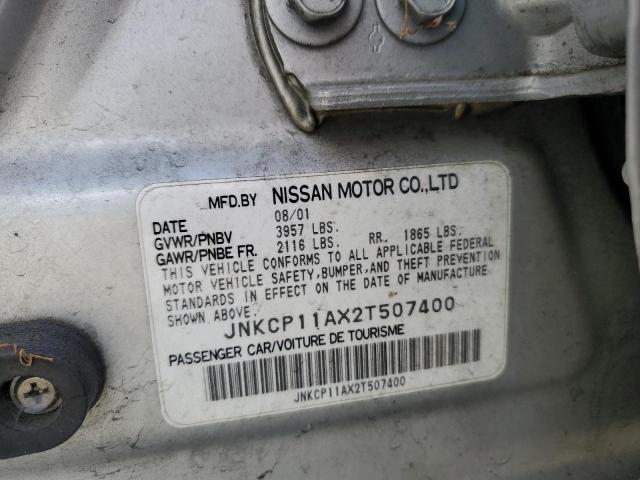 MFD.BY NISSAN MOTOR CO.,LTD
DATE 08/01
GVWR/PNBV 3957 LBS.
GAWR/PNBE FR. 2116 LBS. RR. 1865 LBS.
THIS VEHICLE CONFORMS TO ALL APPLICABLE FEDERAL
MOTOR VEHICLE SAFETY, BUMPER, AND THEFT PREVENTION
STANDARDS IN EFFECT ON THE DATE OF MANUFACTURE
SHOWN ABOVE.
JNKCP11AX2T507400
PASSENGER CAR/VOITURE DE TOURISME
JNKCP11AX2T507400